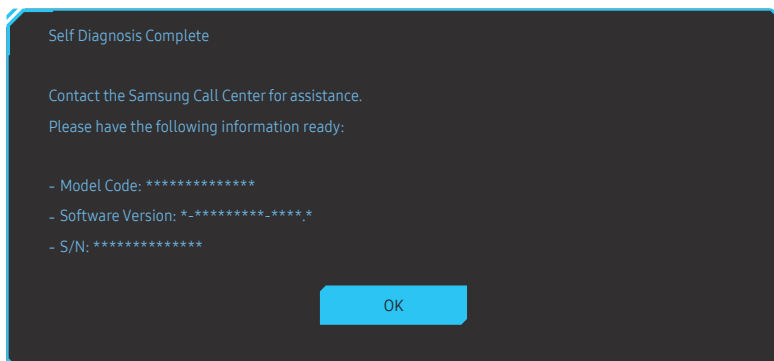 Self Diagnosis Complete
Contact the Samsung Call Center for assistance.
Please have the following information ready:
- Model Code: **************
- Software Version: *-*********-****.*
- S/N: **************
OK